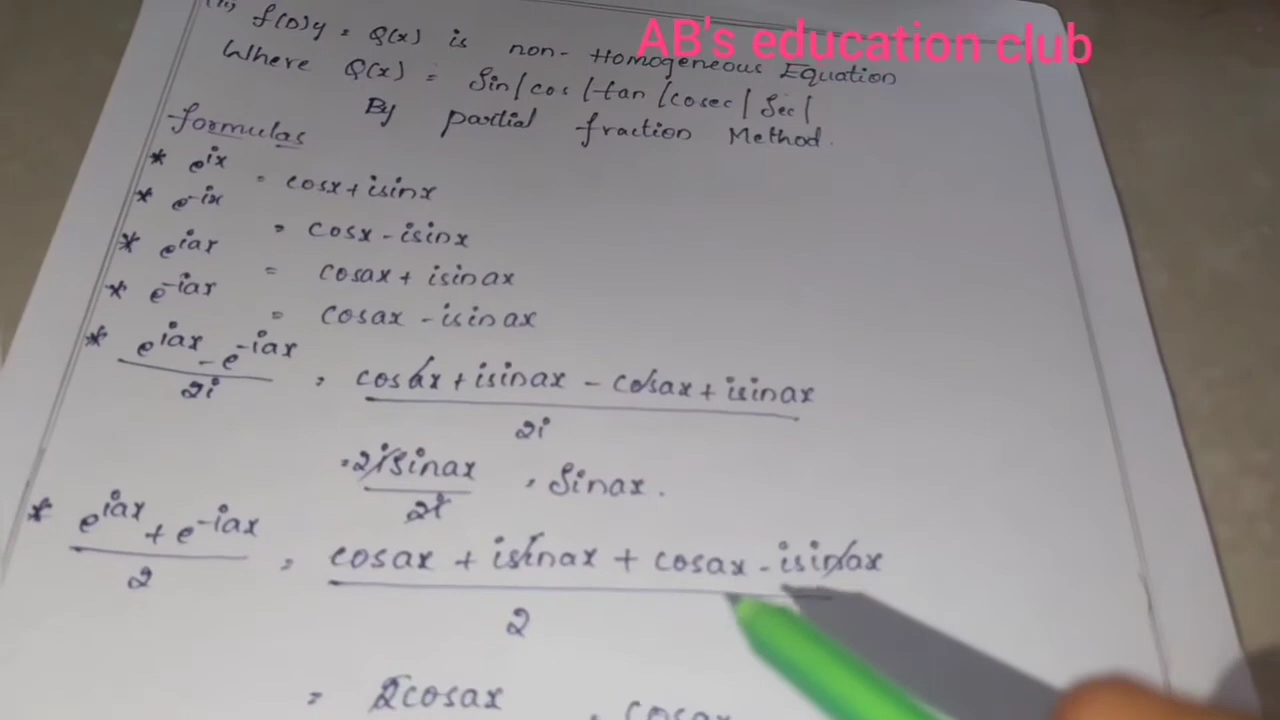 AB's education club
(ii) f(D)y = Q(x) is non-Homogeneous Equation
Where Q(x) = Sin/cos/tan/cosec/Sec/
By partial fraction Method.
formulas
* e^ix = cosx + isinx
* e^-ix = cosx - isinx
* e^iax = cosax + isinax
* e^-iax = cosax - isinax
* e^iax - e^-iax / 2i = cosax + isinax - cosax + isinax / 2i
= 2isinax / 2i = Sinax.
* e^iax + e^-iax / 2 = cosax + isinax + cosax - isinax / 2
= 2cosax = cosax